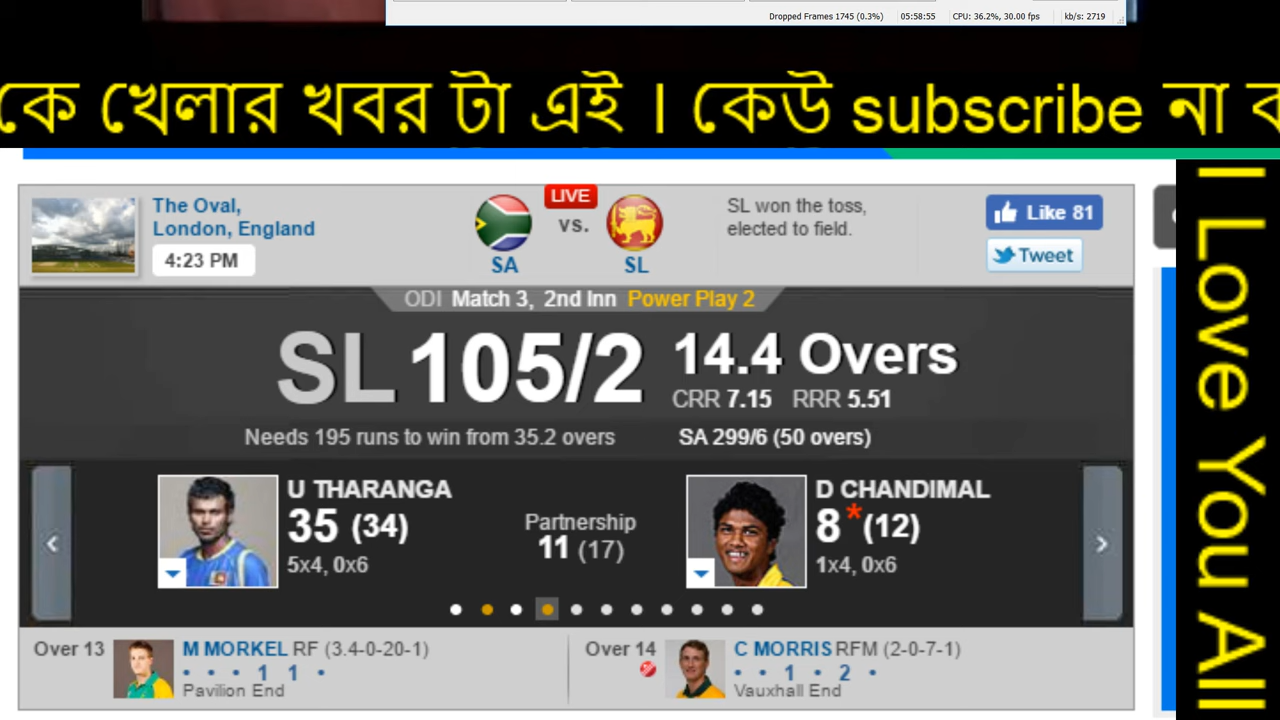 Dropped Frames 1745 (0.3%) 05:58:55 CPU: 36.2%, 30.00 fps kb/s: 2719
কে খেলার খবর টা এই । কেউ subscribe না ব
I Love You All
The Oval,
London, England
4:23 PM
LIVE
vs.
SA
SL
SL won the toss,
elected to field.
Like 81
Tweet
ODI Match 3, 2nd Inn Power Play 2
SL 105/2
14.4 Overs
CRR 7.15 RRR 5.51
Needs 195 runs to win from 35.2 overs
SA 299/6 (50 overs)
U THARANGA
35 (34)
5x4, 0x6
Partnership
11 (17)
D CHANDIMAL
8*(12)
1x4, 0x6
Over 13
M MORKEL RF (3.4-0-20-1)
• • • 1 1 •
Pavilion End
Over 14
C MORRIS RFM (2-0-7-1)
• • 1 • 2 •
Vauxhall End